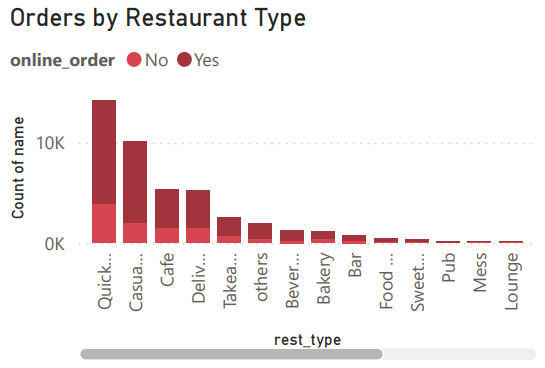 Orders by Restaurant Type
online_order No Yes
Count of name
10K
0K
Quick...
Casua...
Cafe
Deliv...
Takea...
others
Bever...
Bakery
Bar
Food ...
Sweet...
Pub
Mess
Lounge
rest_type